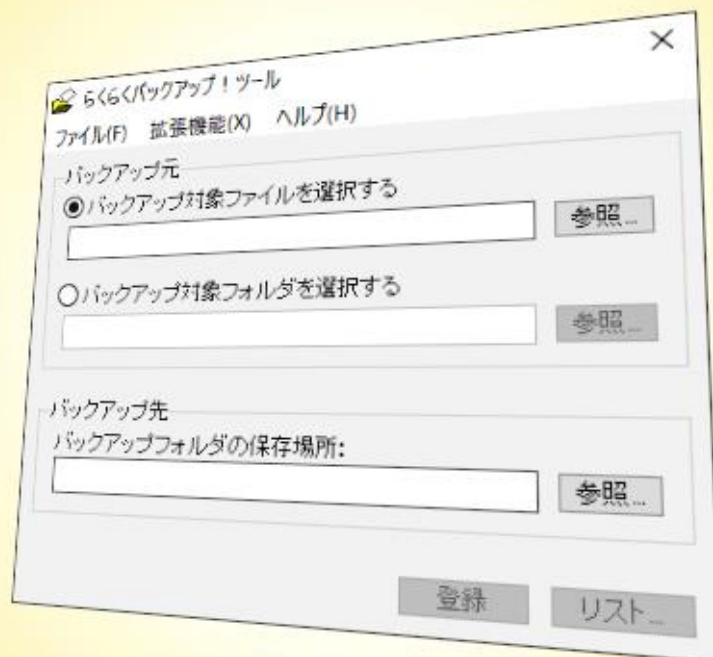 らくらくバックアップ！ツール
ファイル(F) 拡張機能(X) ヘルプ(H)
バックアップ元
バックアップ対象ファイルを選択する
参照...
バックアップ対象フォルダを選択する
参照...
バックアップ先
バックアップフォルダの保存場所:
参照...
登録 リスト...